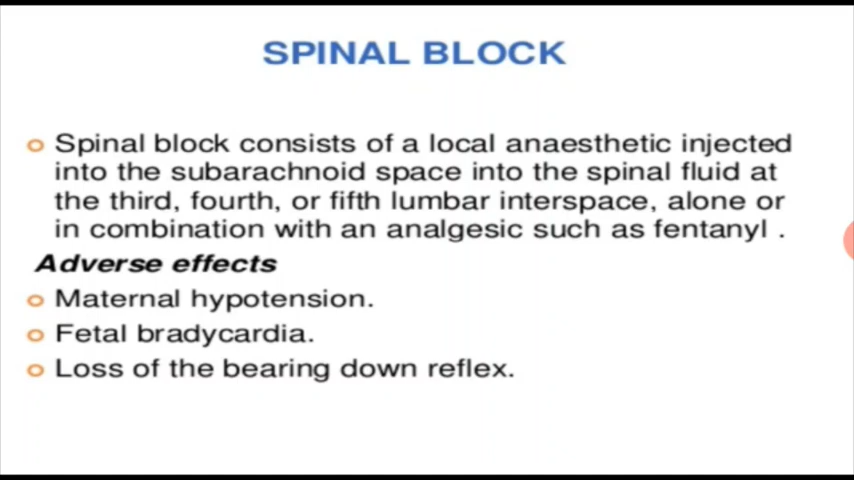 SPINAL BLOCK
Spinal block consists of a local anaesthetic injected
into the subarachnoid space into the spinal fluid at
the third, fourth, or fifth lumbar interspace, alone or
in combination with an analgesic such as fentanyl .
Adverse effects
Maternal hypotension.
Fetal bradycardia.
Loss of the bearing down reflex.